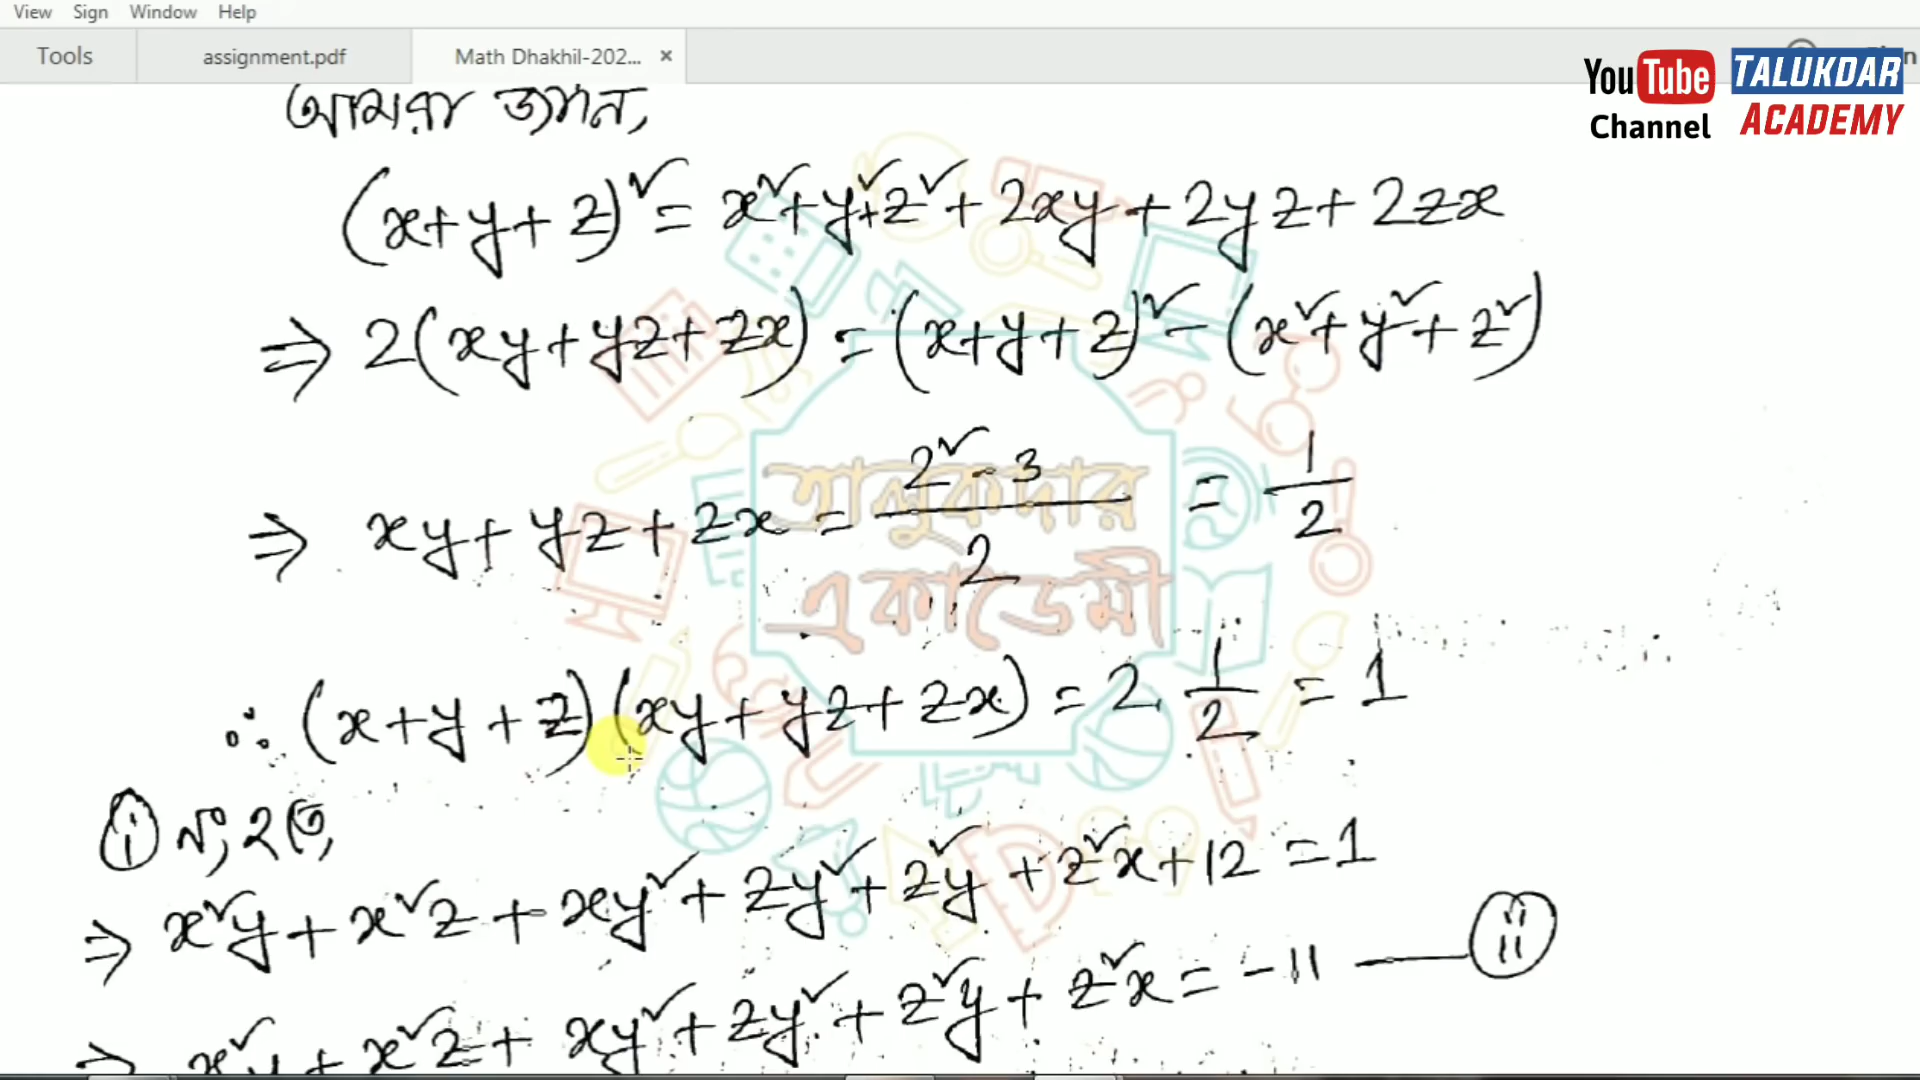 View Sign Window Help
Tools assignment.pdf Math Dhakhil-202... ×
YouTube Channel TALUKDAR ACADEMY
আমরা জানি,
(x+y+z)² = x²+y²+z²+2xy+2yz+2zx
⇒ 2(xy+yz+zx) = (x+y+z)² - (x²+y²+z²)
⇒ xy+yz+zx = (2² - 3)/2 = 1/2
তালুকদার
একাডেমী
∴ (x+y+z)(xy+yz+zx) = 2. 1/2 = 1
(i) নং, হতে,
⇒ x²y + x²z + xy² + zy² + z²y + z²x + 12 = 1
⇒ x²y + x²z + xy² + zy² + z²y + z²x = -11 — (ii)